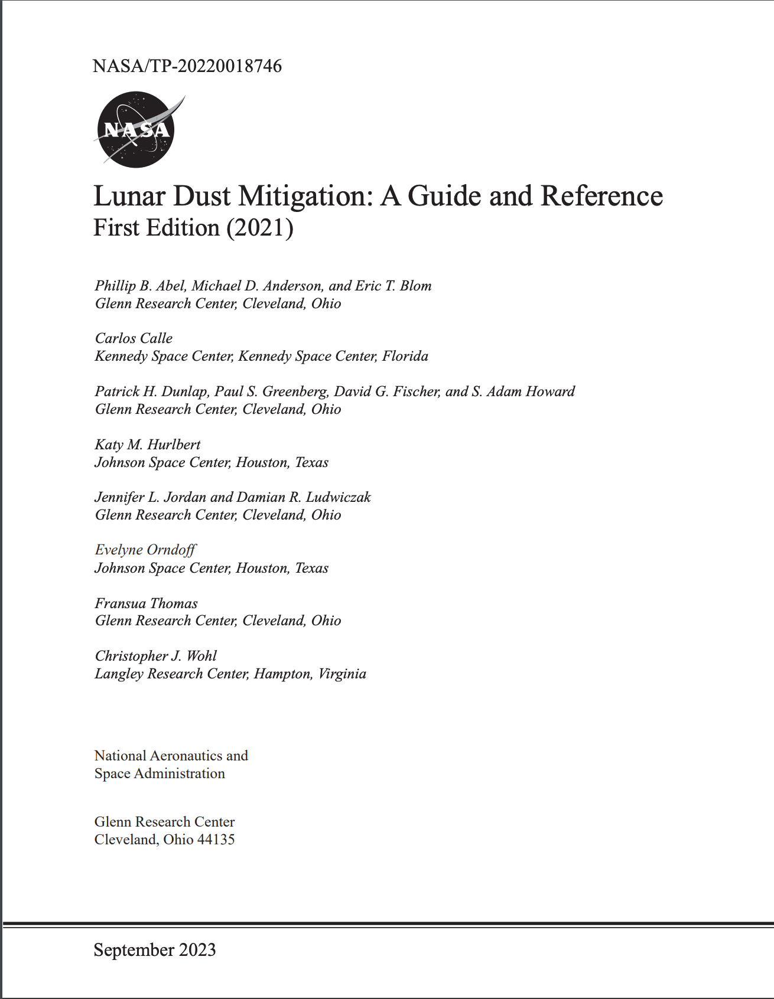 NASA/TP-20220018746
NASA
Lunar Dust Mitigation: A Guide and Reference
First Edition (2021)
Phillip B. Abel, Michael D. Anderson, and Eric T. Blom
Glenn Research Center, Cleveland, Ohio
Carlos Calle
Kennedy Space Center, Kennedy Space Center, Florida
Patrick H. Dunlap, Paul S. Greenberg, David G. Fischer, and S. Adam Howard
Glenn Research Center, Cleveland, Ohio
Katy M. Hurlbert
Johnson Space Center, Houston, Texas
Jennifer L. Jordan and Damian R. Ludwiczak
Glenn Research Center, Cleveland, Ohio
Evelyne Orndoff
Johnson Space Center, Houston, Texas
Fransua Thomas
Glenn Research Center, Cleveland, Ohio
Christopher J. Wohl
Langley Research Center, Hampton, Virginia
National Aeronautics and
Space Administration
Glenn Research Center
Cleveland, Ohio 44135
September 2023